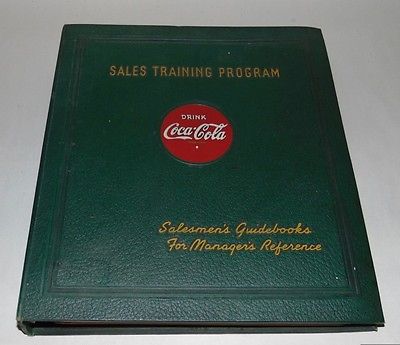 SALES TRAINING PROGRAM
DRINK
Coca-Cola
Salesmen's Guidebooks
For Manager's Reference